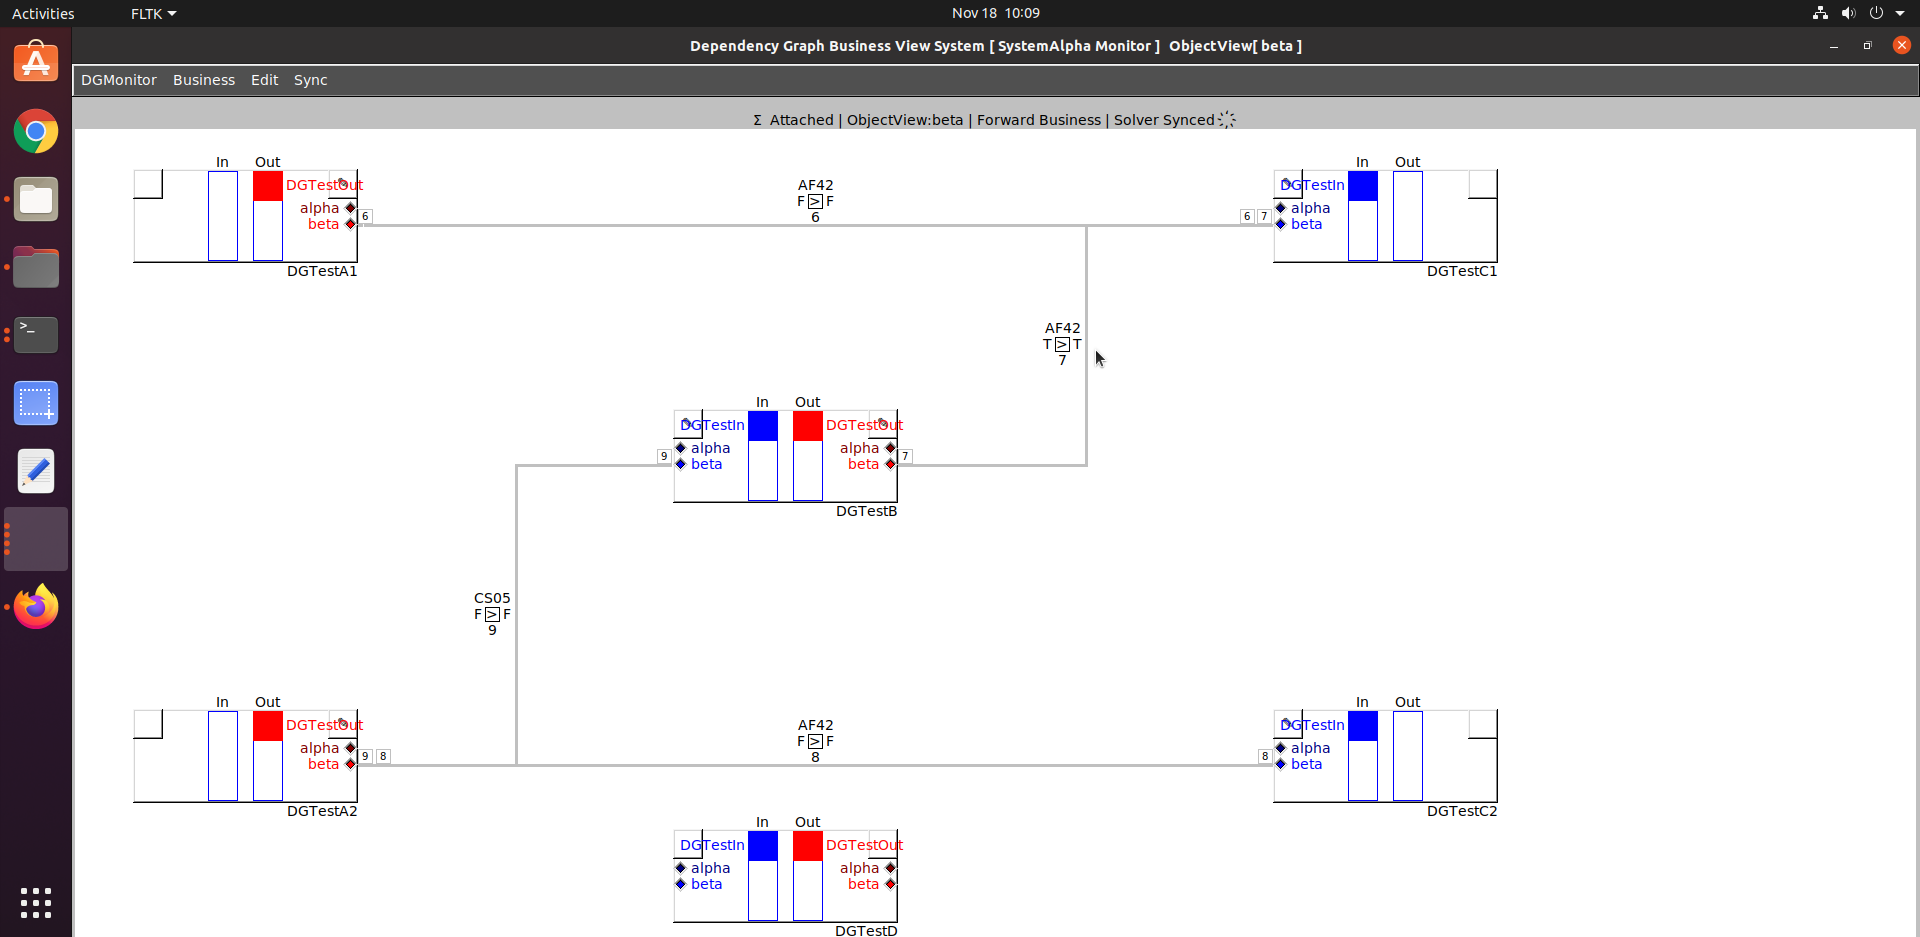 Activities FLTK Nov 18 10:09
Dependency Graph Business View System [ SystemAlpha Monitor ] ObjectView[ beta ]
DGMonitor Business Edit Sync
Σ Attached | ObjectView:beta | Forward Business | Solver Synced
In Out
DGTestOut
alpha
beta
6
DGTestA1
AF42
F > F
6
In Out
DGTestIn
alpha
beta
6 7
DGTestC1
AF42
T > T
7
In Out
DGTestIn DGTestOut
alpha alpha
9 beta beta 7
DGTestB
CS05
F > F
9
In Out
DGTestOut
alpha
beta
9 8
DGTestA2
AF42
F > F
8
In Out
DGTestIn
alpha
beta
8
DGTestC2
In Out
DGTestIn DGTestOut
alpha alpha
beta beta
DGTestD